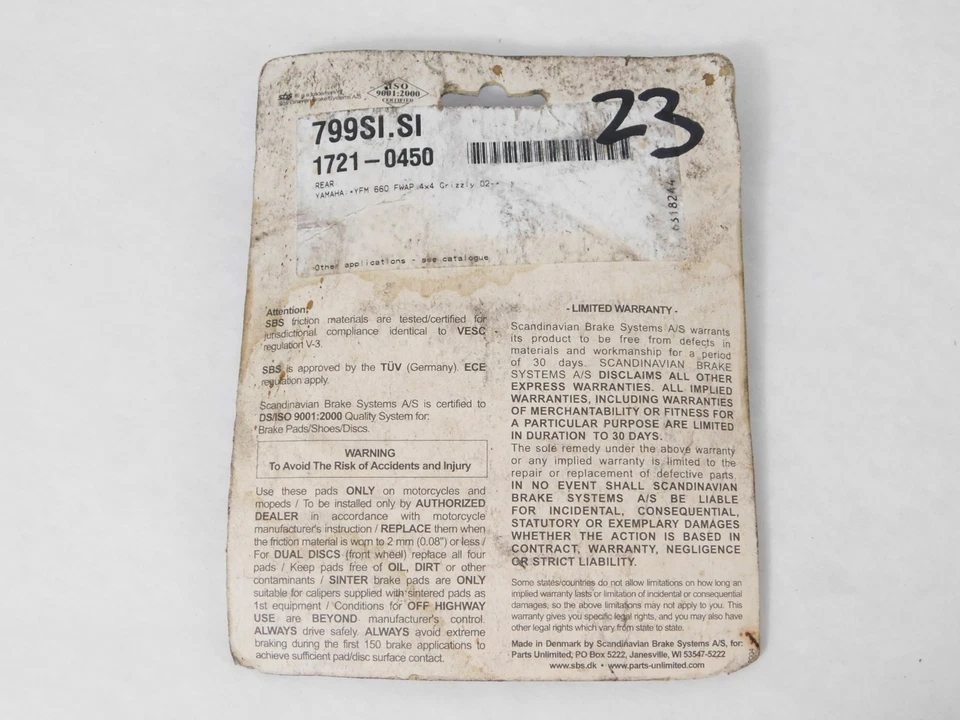 sbs
ISO
9001:2000
CERTIFIED
23
799SI.SI
1721-0450
REAR
YAMAHA:*YFM 660 FWAP 4x4 Grizzly 02-*
6518244
Other applications - see catalogue
Attention!
SBS friction materials are tested/certified for
jurisdictional compliance identical to VESC
regulation V-3.
SBS is approved by the TÜV (Germany). ECE
regulation apply.
Scandinavian Brake Systems A/S is certified to
DS/ISO 9001:2000 Quality System for:
Brake Pads/Shoes/Discs.
WARNING
To Avoid The Risk of Accidents and Injury
Use these pads ONLY on motorcycles and
mopeds / To be installed only by AUTHORIZED
DEALER in accordance with motorcycle
manufacturer's instruction / REPLACE them when
the friction material is worn to 2 mm (0.08") or less /
For DUAL DISCS (front wheel) replace all four
pads / Keep pads free of OIL, DIRT or other
contaminants / SINTER brake pads are ONLY
suitable for calipers supplied with sintered pads as
1st equipment / Conditions for OFF HIGHWAY
USE are BEYOND manufacturer's control.
ALWAYS drive safely. ALWAYS avoid extreme
braking during the first 150 brake applications to
achieve sufficient pad/disc surface contact.
- LIMITED WARRANTY -
Scandinavian Brake Systems A/S warrants
its product to be free from defects in
materials and workmanship for a period
of 30 days. SCANDINAVIAN BRAKE
SYSTEMS A/S DISCLAIMS ALL OTHER
EXPRESS WARRANTIES. ALL IMPLIED
WARRANTIES, INCLUDING WARRANTIES
OF MERCHANTABILITY OR FITNESS FOR
A PARTICULAR PURPOSE ARE LIMITED
IN DURATION TO 30 DAYS.
The sole remedy under the above warranty
or any implied warranty is limited to the
repair or replacement of defective parts.
IN NO EVENT SHALL SCANDINAVIAN
BRAKE SYSTEMS A/S BE LIABLE
FOR INCIDENTAL, CONSEQUENTIAL,
STATUTORY OR EXEMPLARY DAMAGES
WHETHER THE ACTION IS BASED IN
CONTRACT, WARRANTY, NEGLIGENCE
OR STRICT LIABILITY.
Some states/countries do not allow limitations on how long an
implied warranty lasts or limitation of incidental or consequential
damages, so the above limitations may not apply to you. This
warranty gives you specific legal rights, and you may also have
other legal rights which vary from state to state.
Made in Denmark by Scandinavian Brake Systems A/S, for:
Parts Unlimited, PO Box 5222, Janesville, WI 53547-5222
www.sbs.dk • www.parts-unlimited.com